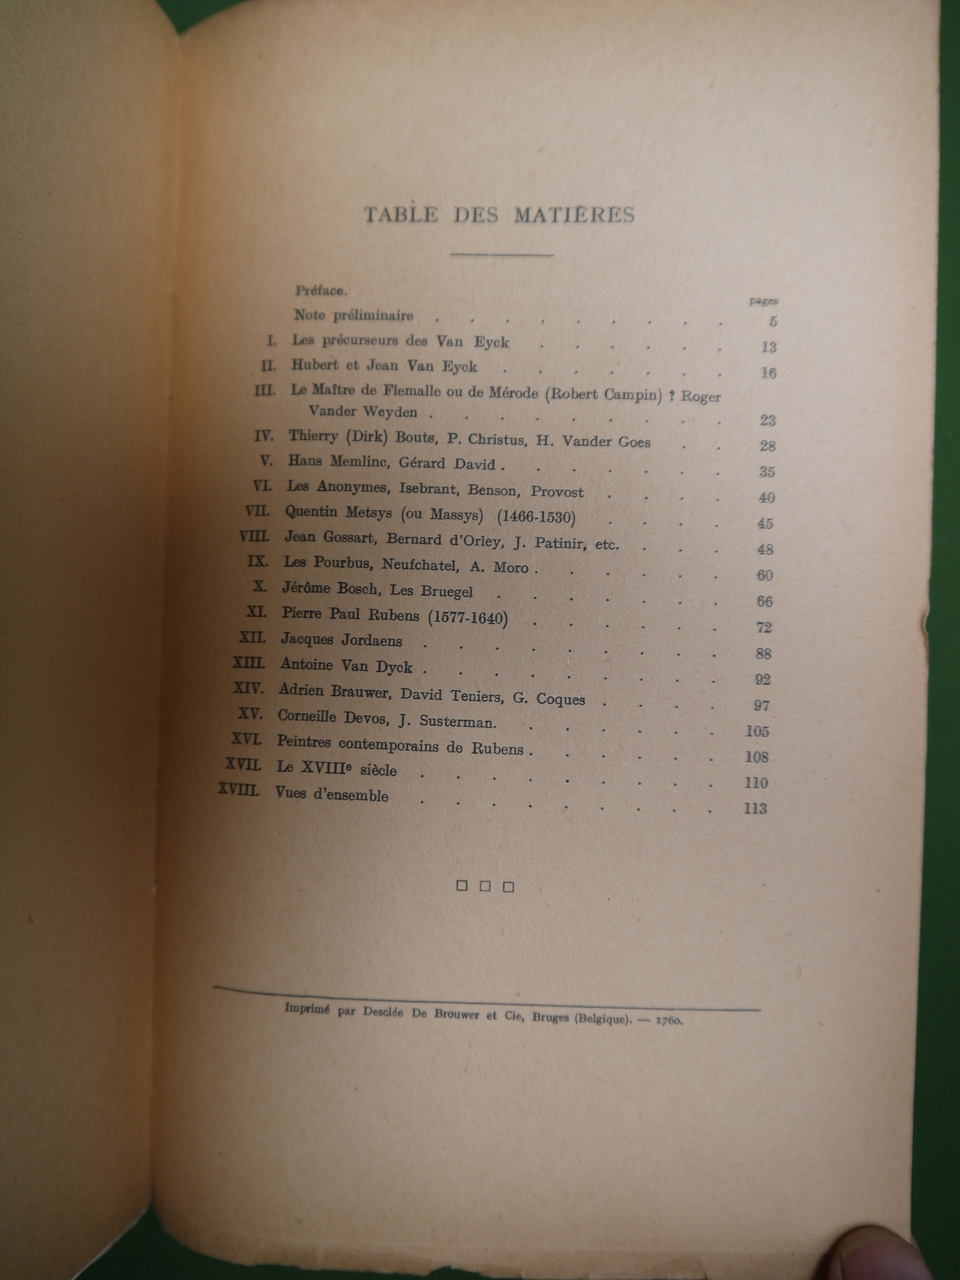 TABLE DES MATIÈRES
Préface.
pages
Note préliminaire . . . . . . . . . 5
I. Les précurseurs des Van Eyck . . . . . . 13
II. Hubert et Jean Van Eyck . . . . . . . 16
III. Le Maître de Flemalle ou de Mérode (Robert Campin) ? Roger
Vander Weyden . . . . . . . . . 23
IV. Thierry (Dirk) Bouts, P. Christus, H. Vander Goes . . 28
V. Hans Memlinc, Gérard David . . . . . . . 35
VI. Les Anonymes, Isebrant, Benson, Provost . . . . 40
VII. Quentin Metsys (ou Massys) (1466-1530) . . . . 45
VIII. Jean Gossart, Bernard d'Orley, J. Patinir, etc. . . . 48
IX. Les Pourbus, Neufchatel, A. Moro . . . . . . 60
X. Jérôme Bosch, Les Bruegel . . . . . . . 66
XI. Pierre Paul Rubens (1577-1640) . . . . . . 72
XII. Jacques Jordaens . . . . . . . . . 88
XIII. Antoine Van Dyck . . . . . . . . . 92
XIV. Adrien Brauwer, David Teniers, G. Coques . . . . 97
XV. Corneille Devos, J. Susterman. . . . . . . 105
XVI. Peintres contemporains de Rubens . . . . . . 108
XVII. Le XVIIIe siècle . . . . . . . . . 110
XVIII. Vues d'ensemble . . . . . . . . . 113
Imprimé par Desclée De Brouwer et Cie, Bruges (Belgique). — 1760.